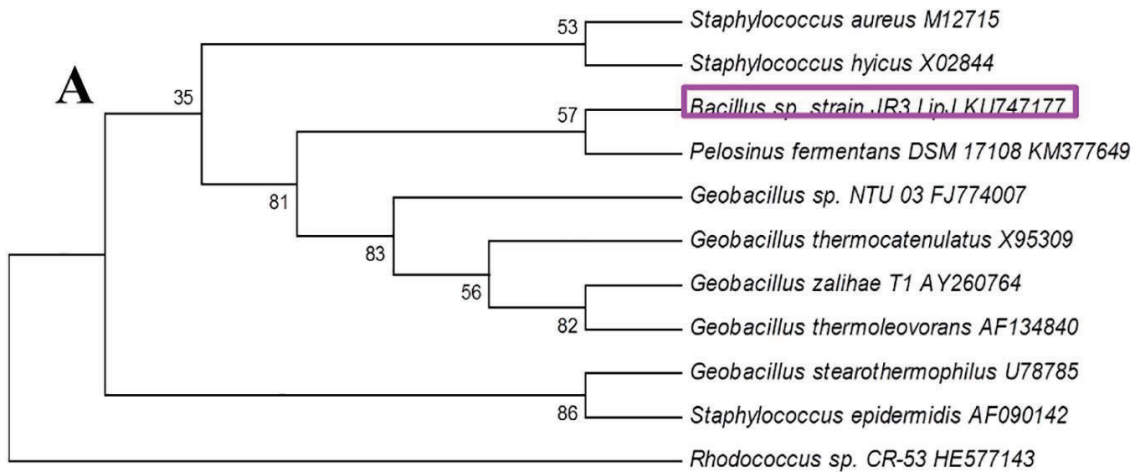 Staphylococcus aureus M12715
53
Staphylococcus hyicus X02844
A
35
Bacillus sp. strain JR3 LipJ KU747177
57
Pelosinus fermentans DSM 17108 KM377649
Geobacillus sp. NTU 03 FJ774007
81
Geobacillus thermocatenulatus X95309
83
Geobacillus zalihae T1 AY260764
56
Geobacillus thermoleovorans AF134840
82
Geobacillus stearothermophilus U78785
Staphylococcus epidermidis AF090142
86
Rhodococcus sp. CR-53 HE577143